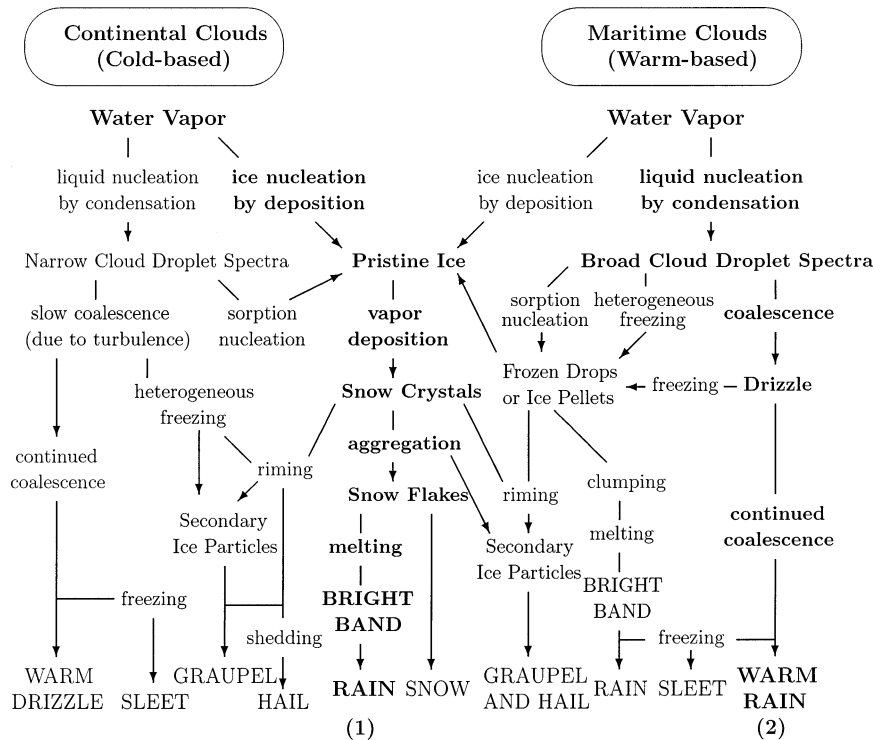 Continental Clouds
(Cold-based)
Maritime Clouds
(Warm-based)
Water Vapor
Water Vapor
liquid nucleation
by condensation
ice nucleation
by deposition
ice nucleation
by deposition
liquid nucleation
by condensation
Narrow Cloud Droplet Spectra
Pristine Ice
Broad Cloud Droplet Spectra
slow coalescence
(due to turbulence)
sorption
nucleation
vapor
deposition
sorption
nucleation
heterogeneous
freezing
coalescence
heterogeneous
freezing
Snow Crystals
Frozen Drops
or Ice Pellets
freezing
Drizzle
continued
coalescence
riming
aggregation
Snow Flakes
riming
clumping
Secondary
Ice Particles
melting
Secondary
Ice Particles
melting
continued
coalescence
freezing
shedding
BRIGHT
BAND
BRIGHT
BAND
freezing
WARM
DRIZZLE
SLEET
GRAUPEL
HAIL
RAIN
SNOW
GRAUPEL
AND HAIL
RAIN
SLEET
WARM
RAIN
(1)
(2)